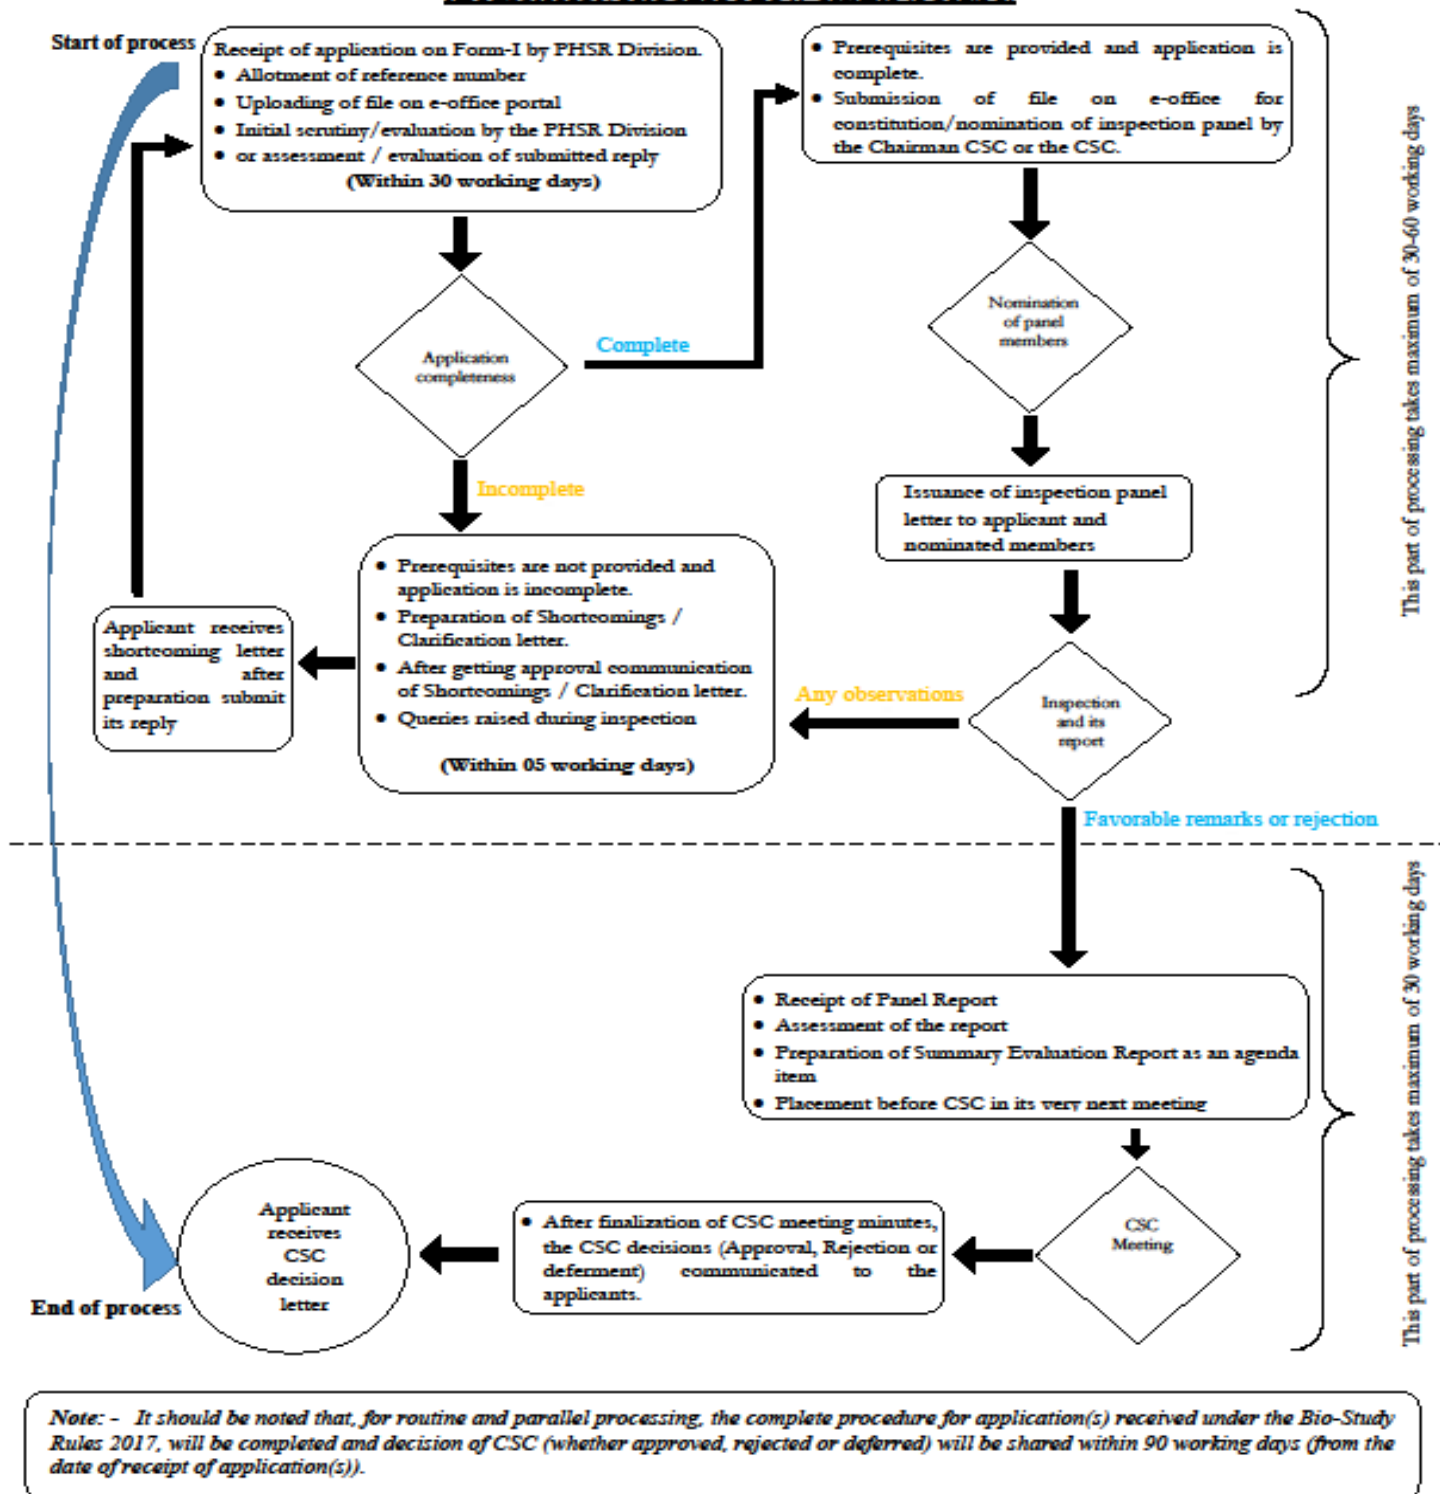 Start of process
Receipt of application on Form-I by PHSR Division.
• Allotment of reference number
• Uploading of file on e-office portal
• Initial scrutiny/evaluation by the PHSR Division
• or assessment / evaluation of submitted reply
(Within 30 working days)
• Prerequisites are provided and application is
complete.
• Submission of file on e-office for
constitution/nomination of inspection panel by
the Chairman CSC or the CSC.
This part of processing takes maximum of 30-60 working days
Application
completeness
Complete
Nomination
of panel
members
Incomplete
Issuance of inspection panel
letter to applicant and
nominated members
• Prerequisites are not provided and
application is incomplete.
• Preparation of Shortcomings /
Clarification letter.
• After getting approval communication
of Shortcomings / Clarification letter.
• Queries raised during inspection
(Within 05 working days)
Applicant receives
shortcoming letter
and after
preparation submit
its reply
Any observations
Inspection
and its
report
Favorable remarks or rejection
This part of processing takes maximum of 30 working days
• Receipt of Panel Report
• Assessment of the report
• Preparation of Summary Evaluation Report as an agenda
item
• Placement before CSC in its very next meeting
CSC
Meeting
• After finalization of CSC meeting minutes,
the CSC decisions (Approval, Rejection or
deferment) communicated to the
applicants.
Applicant
receives
CSC
decision
letter
End of process
Note: - It should be noted that, for routine and parallel processing, the complete procedure for application(s) received under the Bio-Study
Rules 2017, will be completed and decision of CSC (whether approved, rejected or deferred) will be shared within 90 working days (from the
date of receipt of application(s)).